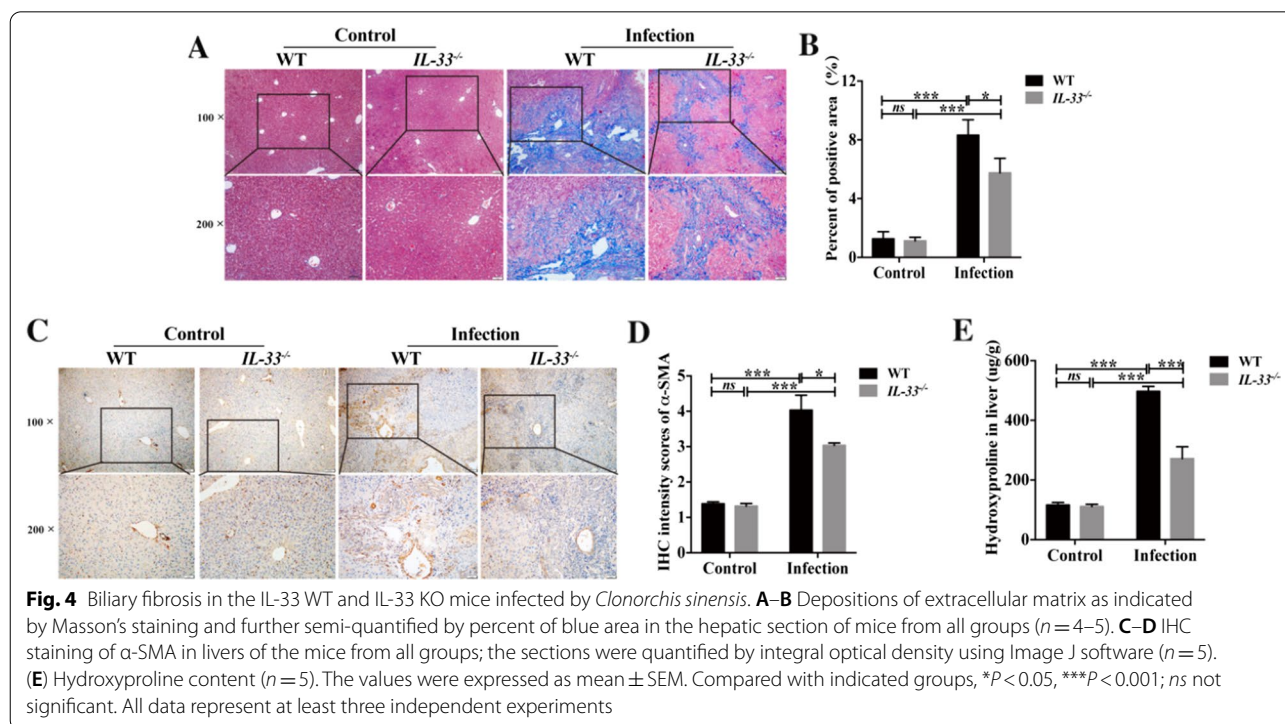 A
Control
Infection
WT
IL-33-/-
WT
IL-33-/-
100 ×
200 ×
B
Percent of positive area (%)
12
8
4
0
ns
***
***
*
Control
Infection
WT
IL-33-/-
C
Control
Infection
WT
IL-33-/-
WT
IL-33-/-
100 ×
200 ×
D
IHC intensity scores of α-SMA
5
4
3
2
1
0
ns
***
***
*
Control
Infection
WT
IL-33-/-
E
Hydroxyproline in liver (ug/g)
600
400
200
0
ns
***
***
***
Control
Infection
WT
IL-33-/-
Fig. 4 Biliary fibrosis in the IL-33 WT and IL-33 KO mice infected by Clonorchis sinensis. A–B Depositions of extracellular matrix as indicated
by Masson's staining and further semi-quantified by percent of blue area in the hepatic section of mice from all groups (n = 4–5). C–D IHC
staining of α-SMA in livers of the mice from all groups; the sections were quantified by integral optical density using Image J software (n = 5).
(E) Hydroxyproline content (n = 5). The values were expressed as mean ± SEM. Compared with indicated groups, *P < 0.05, ***P < 0.001; ns not
significant. All data represent at least three independent experiments